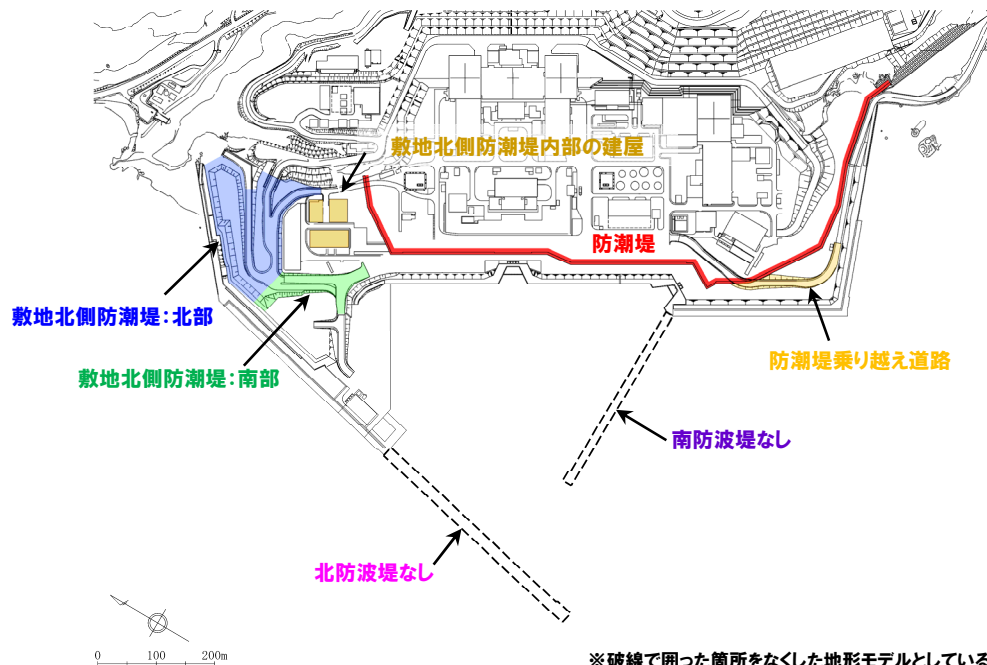 敷地北側防潮堤内部の建屋
防潮堤
敷地北側防潮堤：北部
敷地北側防潮堤：南部
防潮堤乗り越え道路
南防波堤なし
北防波堤なし
0 100 200m
※破線で囲った箇所をなくした地形モデルとしている